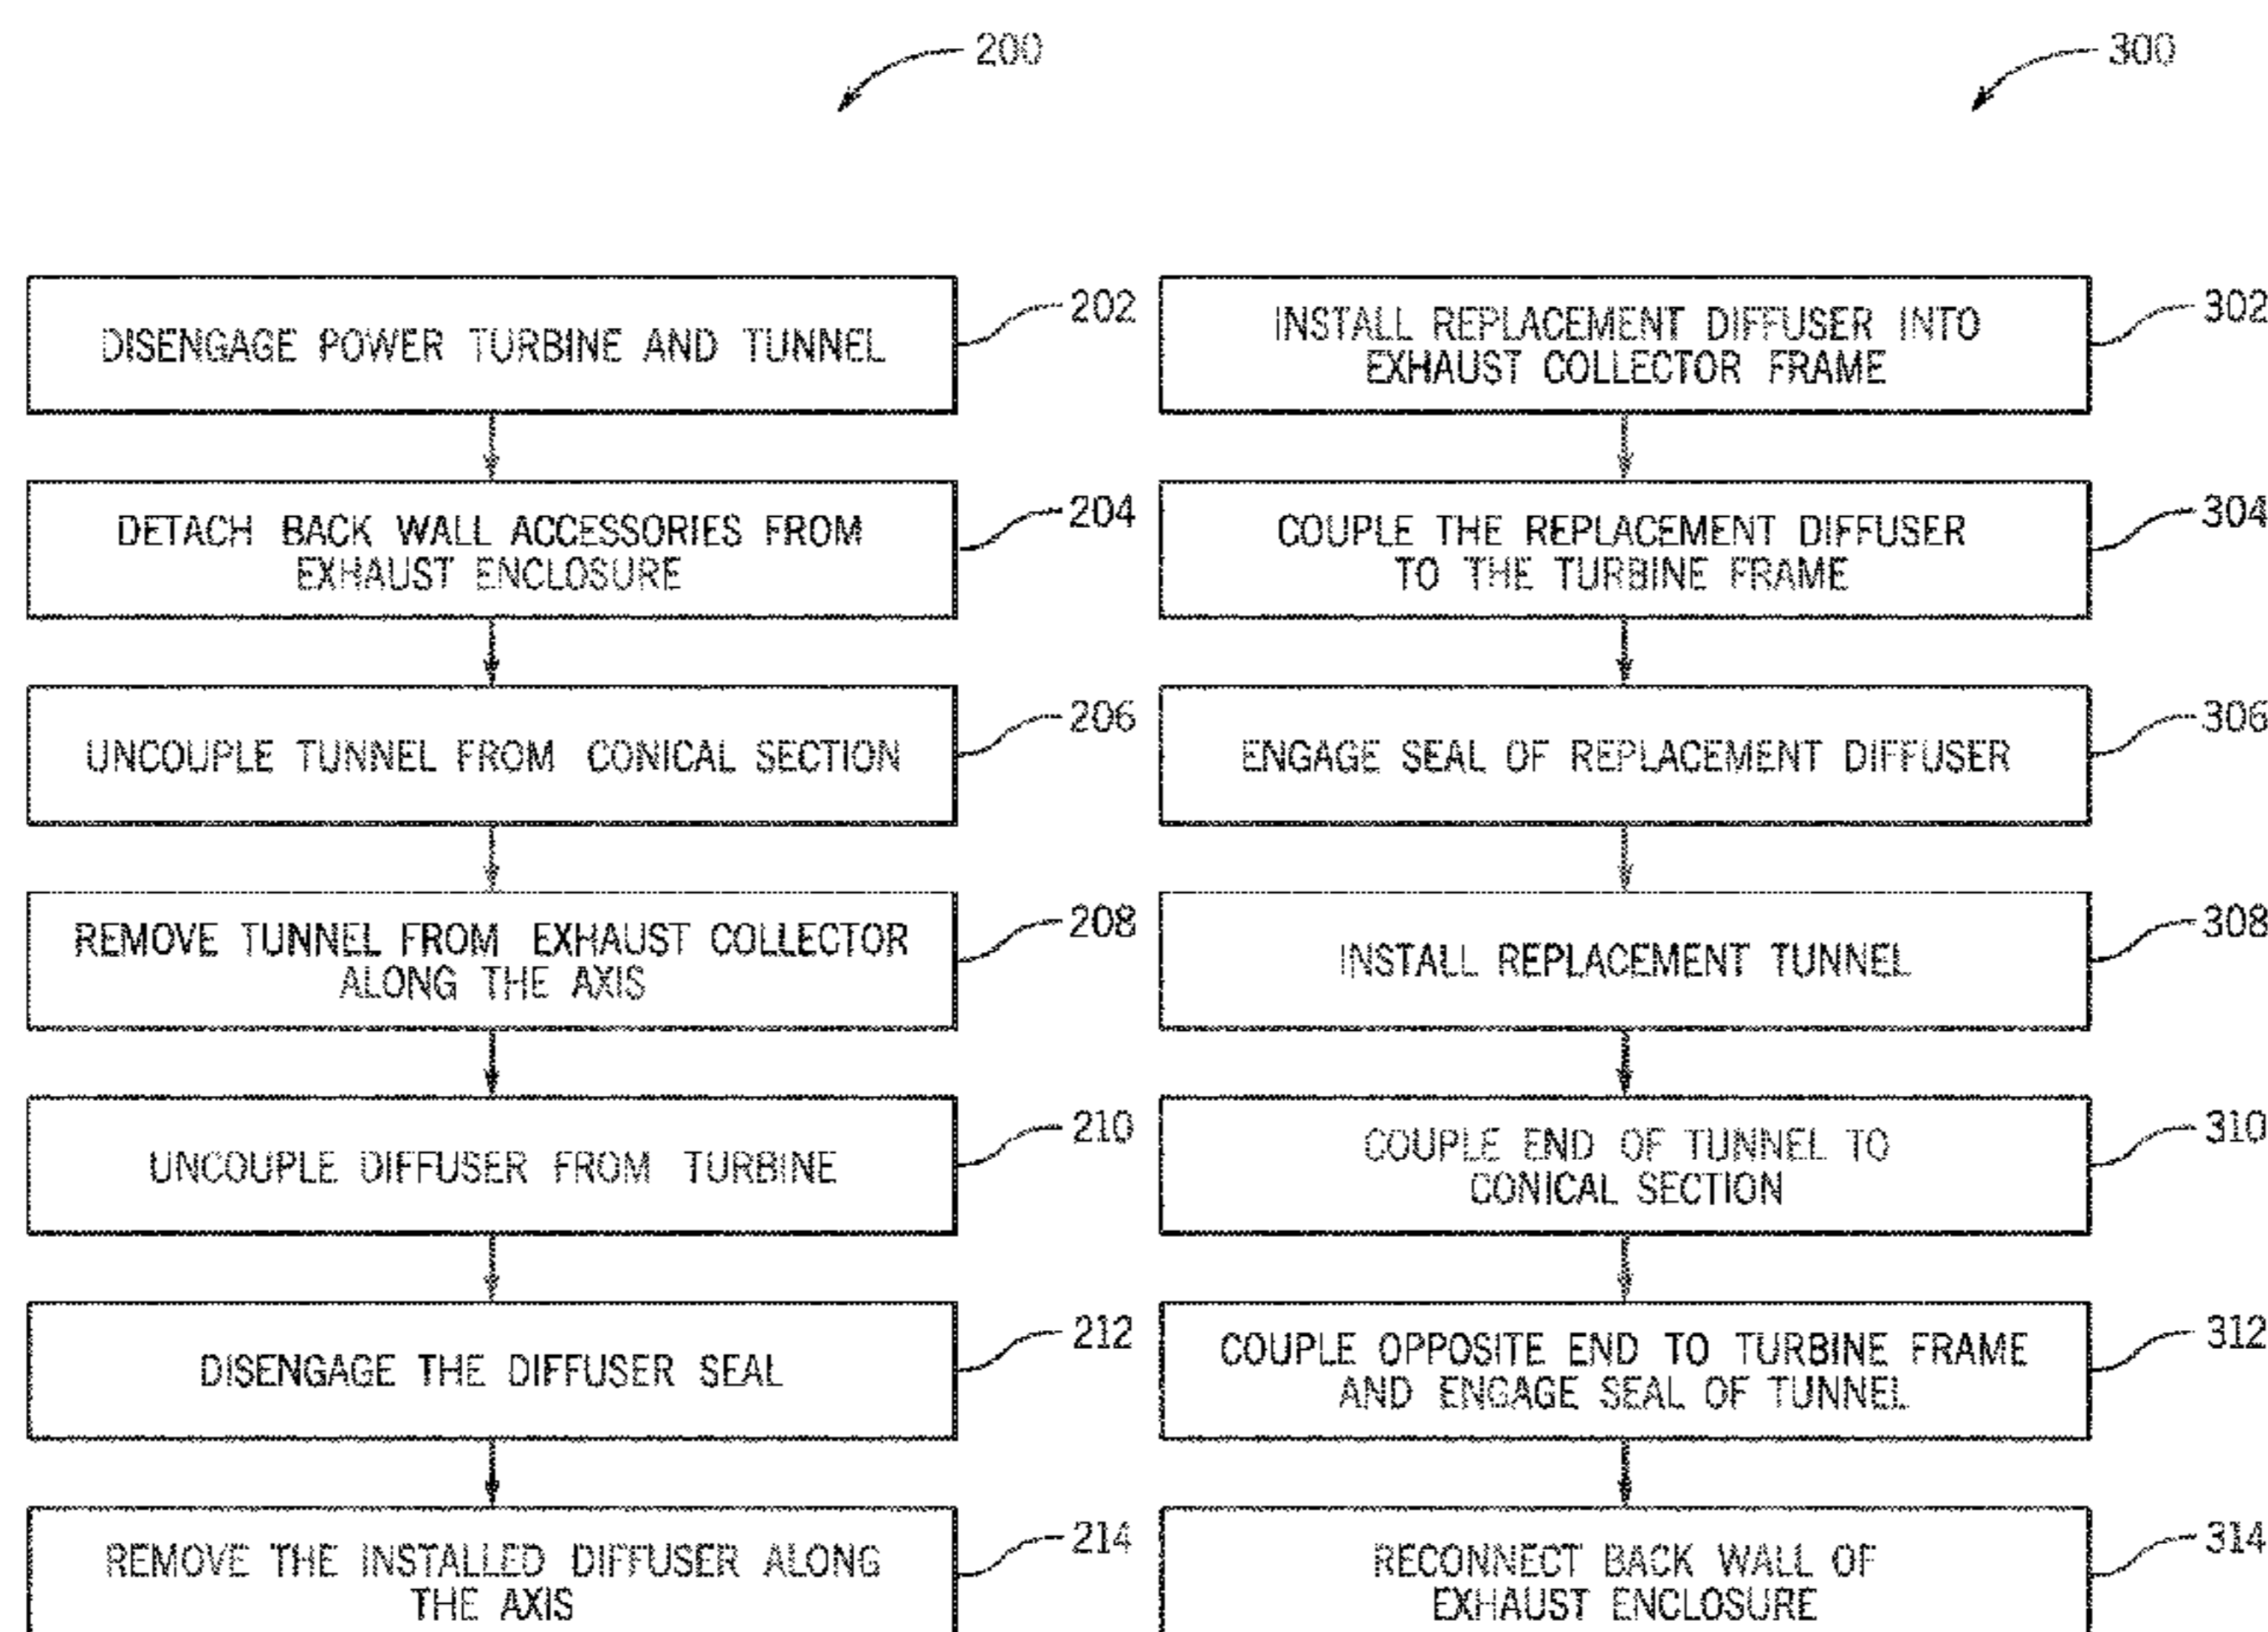 200
DISENGAGE POWER TURBINE AND TUNNEL
202
DETACH BACK WALL ACCESSORIES FROM
EXHAUST ENCLOSURE
204
UNCOUPLE TUNNEL FROM CONICAL SECTION
206
REMOVE TUNNEL FROM EXHAUST COLLECTOR
ALONG THE AXIS
208
UNCOUPLE DIFFUSER FROM TURBINE
210
DISENGAGE THE DIFFUSER SEAL
212
REMOVE THE INSTALLED DIFFUSER ALONG
THE AXIS
214
300
INSTALL REPLACEMENT DIFFUSER INTO
EXHAUST COLLECTOR FRAME
302
COUPLE THE REPLACEMENT DIFFUSER
TO THE TURBINE FRAME
304
ENGAGE SEAL OF REPLACEMENT DIFFUSER
306
INSTALL REPLACEMENT TUNNEL
308
COUPLE END OF TUNNEL TO
CONICAL SECTION
310
COUPLE OPPOSITE END TO TURBINE FRAME
AND ENGAGE SEAL OF TUNNEL
312
RECONNECT BACK WALL OF
EXHAUST ENCLOSURE
314